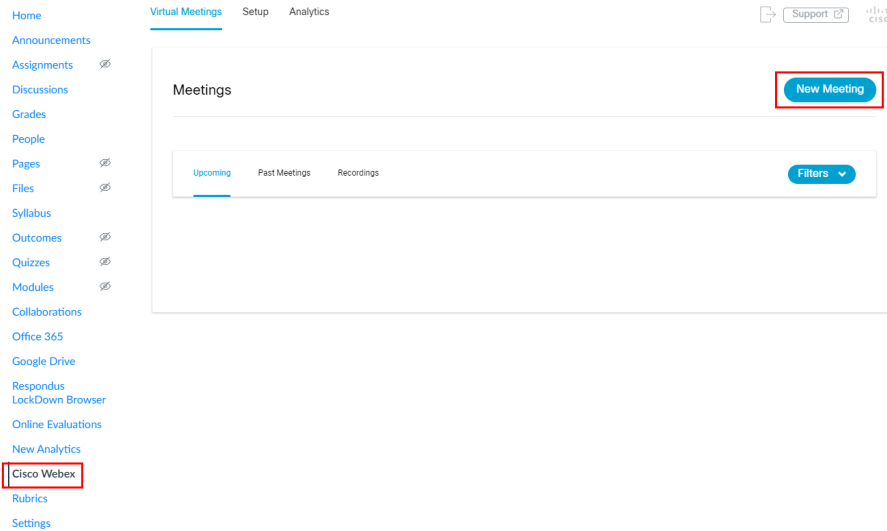 Home
Announcements
Assignments
Discussions
Grades
People
Pages
Files
Syllabus
Outcomes
Quizzes
Modules
Collaborations
Office 365
Google Drive
Respondus
LockDown Browser
Online Evaluations
New Analytics
Cisco Webex
Rubrics
Settings
Virtual Meetings Setup Analytics
Support
Meetings
New Meeting
Upcoming Past Meetings Recordings
Filters